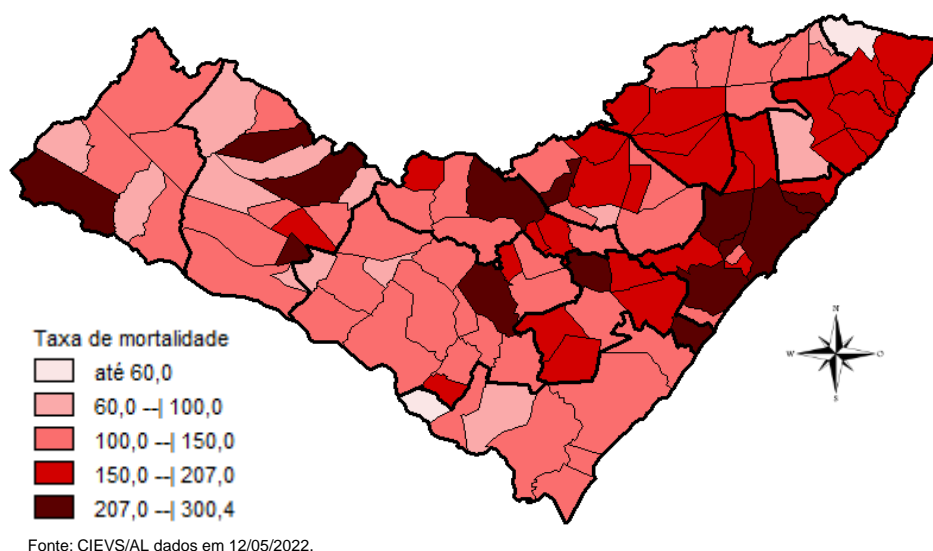 N
W
O
S
Taxa de mortalidade
até 60,0
60,0 --| 100,0
100,0 --| 150,0
150,0 --| 207,0
207,0 --| 300,4
Fonte: CIEVS/AL dados em 12/05/2022.